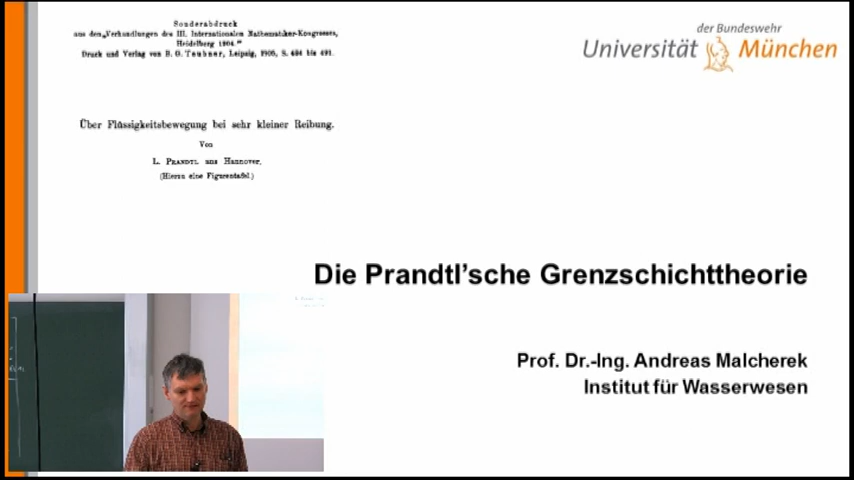 Sonderabdruck
aus den „Verhandlungen des III. Internationalen Mathematiker-Kongresses,
Heidelberg 1904."
Druck und Verlag von B. G. Teubner, Leipzig, 1905, S. 484 bis 491.
Über Flüssigkeitsbewegung bei sehr kleiner Reibung.
Von
L. PRANDTL aus Hannover.
(Hierzu eine Figurentafel.)
der Bundeswehr
Universität München
Die Prandtl'sche Grenzschichttheorie
Prof. Dr.-Ing. Andreas Malcherek
Institut für Wasserwesen